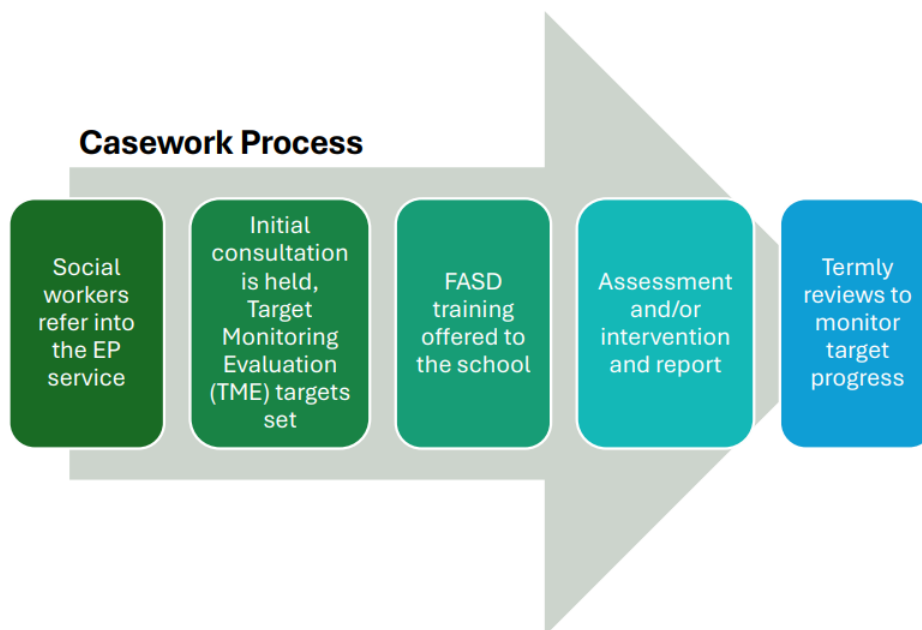 Casework Process
Social
workers
refer into
the EP
service
Initial
consultation
is held,
Target
Monitoring
Evaluation
(TME) targets
set
FASD
training
offered to
the school
Assessment
and/or
intervention
and report
Termly
reviews to
monitor
target
progress